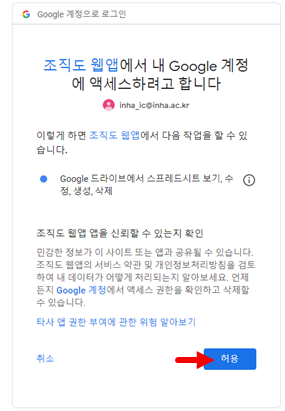 Google 계정으로 로그인
조직도 웹앱에서 내 Google 계정
에 액세스하려고 합니다
inha_ic@inha.ac.kr
이렇게 하면 조직도 웹앱에서 다음 작업을 할 수 있
습니다.
Google 드라이브에서 스프레드시트 보기, 수
정, 생성, 삭제
조직도 웹앱 앱을 신뢰할 수 있는지 확인
민감한 정보가 이 사이트 또는 앱과 공유될 수 있습니다.
조직도 웹앱의 서비스 약관 및 개인정보처리방침을 검토
하여 내 데이터가 어떻게 처리되는지 알아보세요. 언제
든지 Google 계정에서 액세스 권한을 확인하고 삭제할
수 있습니다.
타사 앱 권한 부여에 관한 위험 알아보기
취소
허용